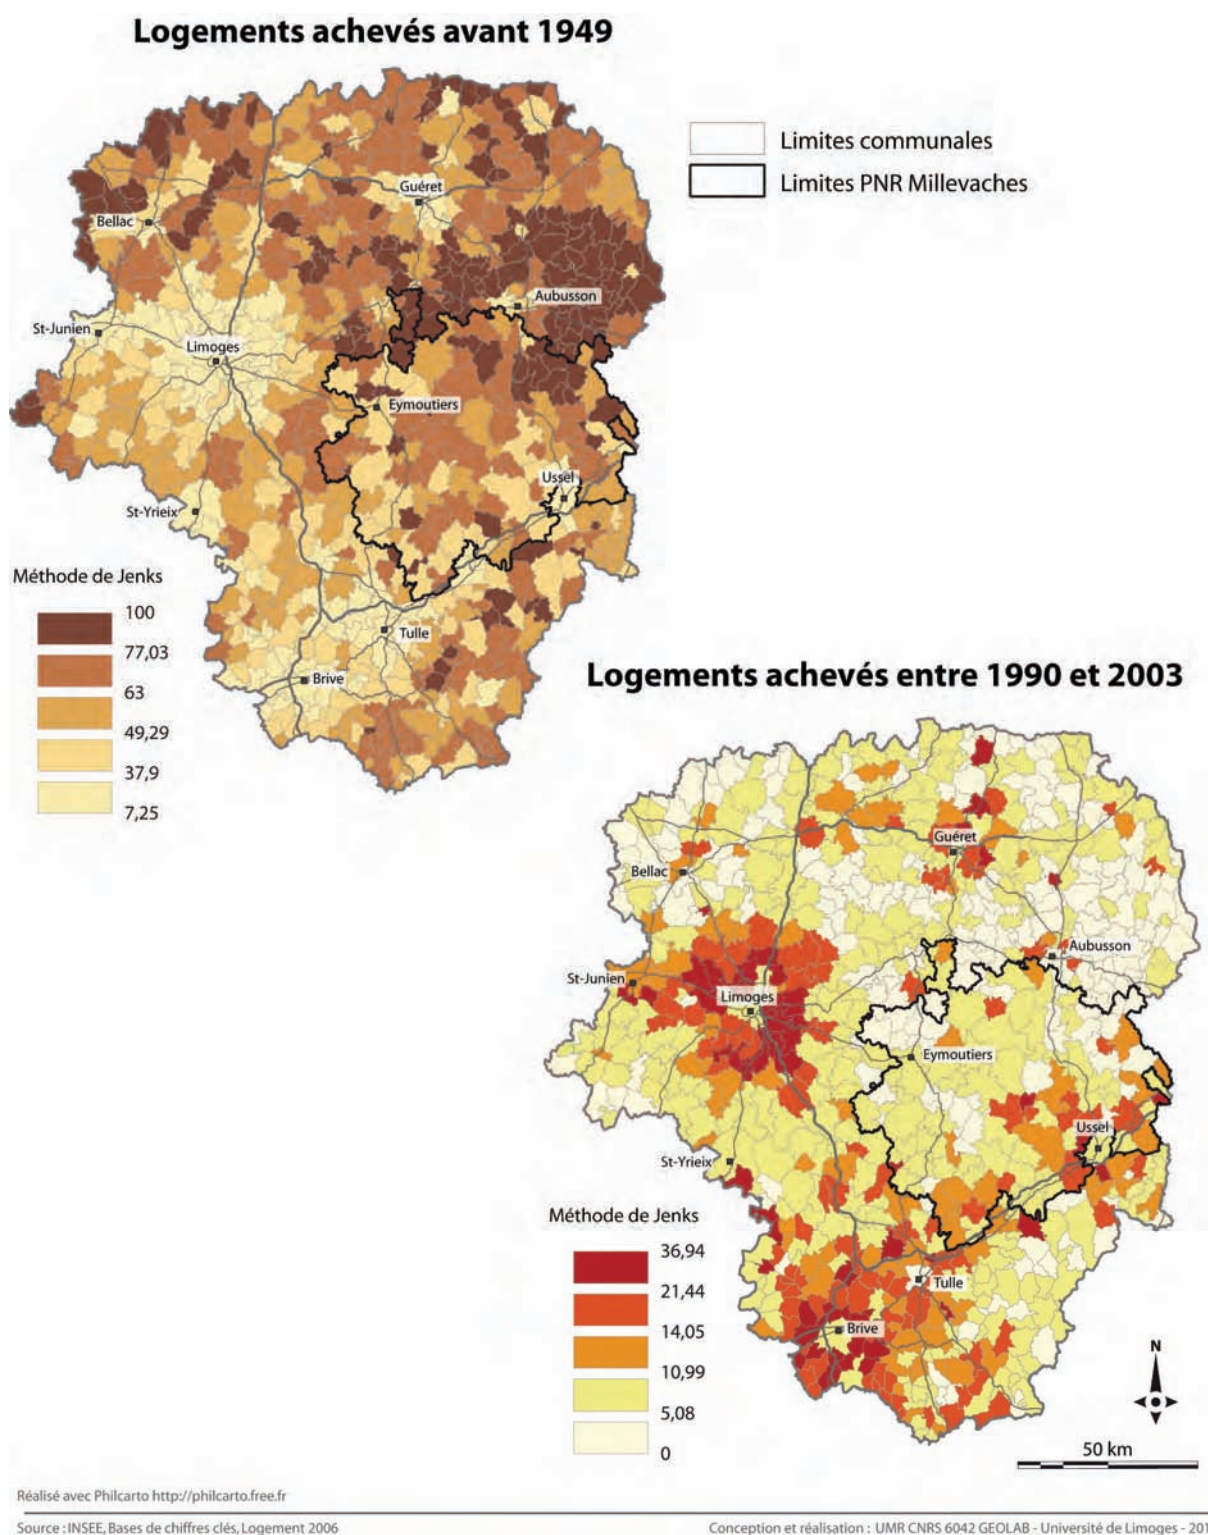 Logements achevés avant 1949
Limites communales
Limites PNR Millevaches
Guéret
Bellac
Aubusson
St-Junien
Limoges
Eymoutiers
Ussel
St-Yrieix
Méthode de Jenks
100
77,03
63
49,29
37,9
7,25
Tulle
Brive
Logements achevés entre 1990 et 2003
Guéret
Bellac
Aubusson
St-Junien
Limoges
Eymoutiers
Ussel
St-Yrieix
Méthode de Jenks
36,94
21,44
14,05
10,99
5,08
0
Tulle
Brive
N
50 km
Réalisé avec Philcarto http://philcarto.free.fr
Source : INSEE, Bases de chiffres clés, Logement 2006
Conception et réalisation : UMR CNRS 6042 GEOLAB - Université de Limoges -